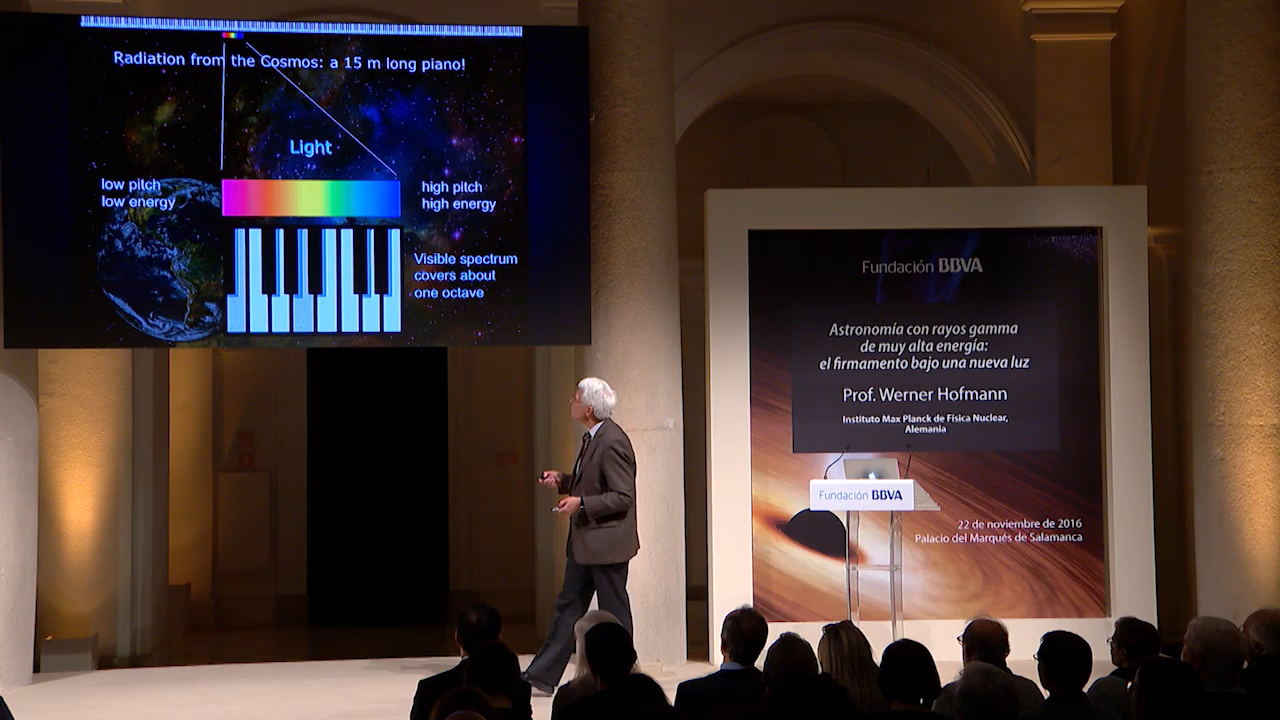 Radiation from the Cosmos: a 15 m long piano!
Light
low pitch
low energy
high pitch
high energy
Visible spectrum
covers about
one octave
Fundación BBVA
Astronomía con rayos gamma
de muy alta energía:
el firmamento bajo una nueva luz
Prof. Werner Hofmann
Instituto Max Planck de Física Nuclear,
Alemania
Fundación BBVA
22 de noviembre de 2016
Palacio del Marqués de Salamanca